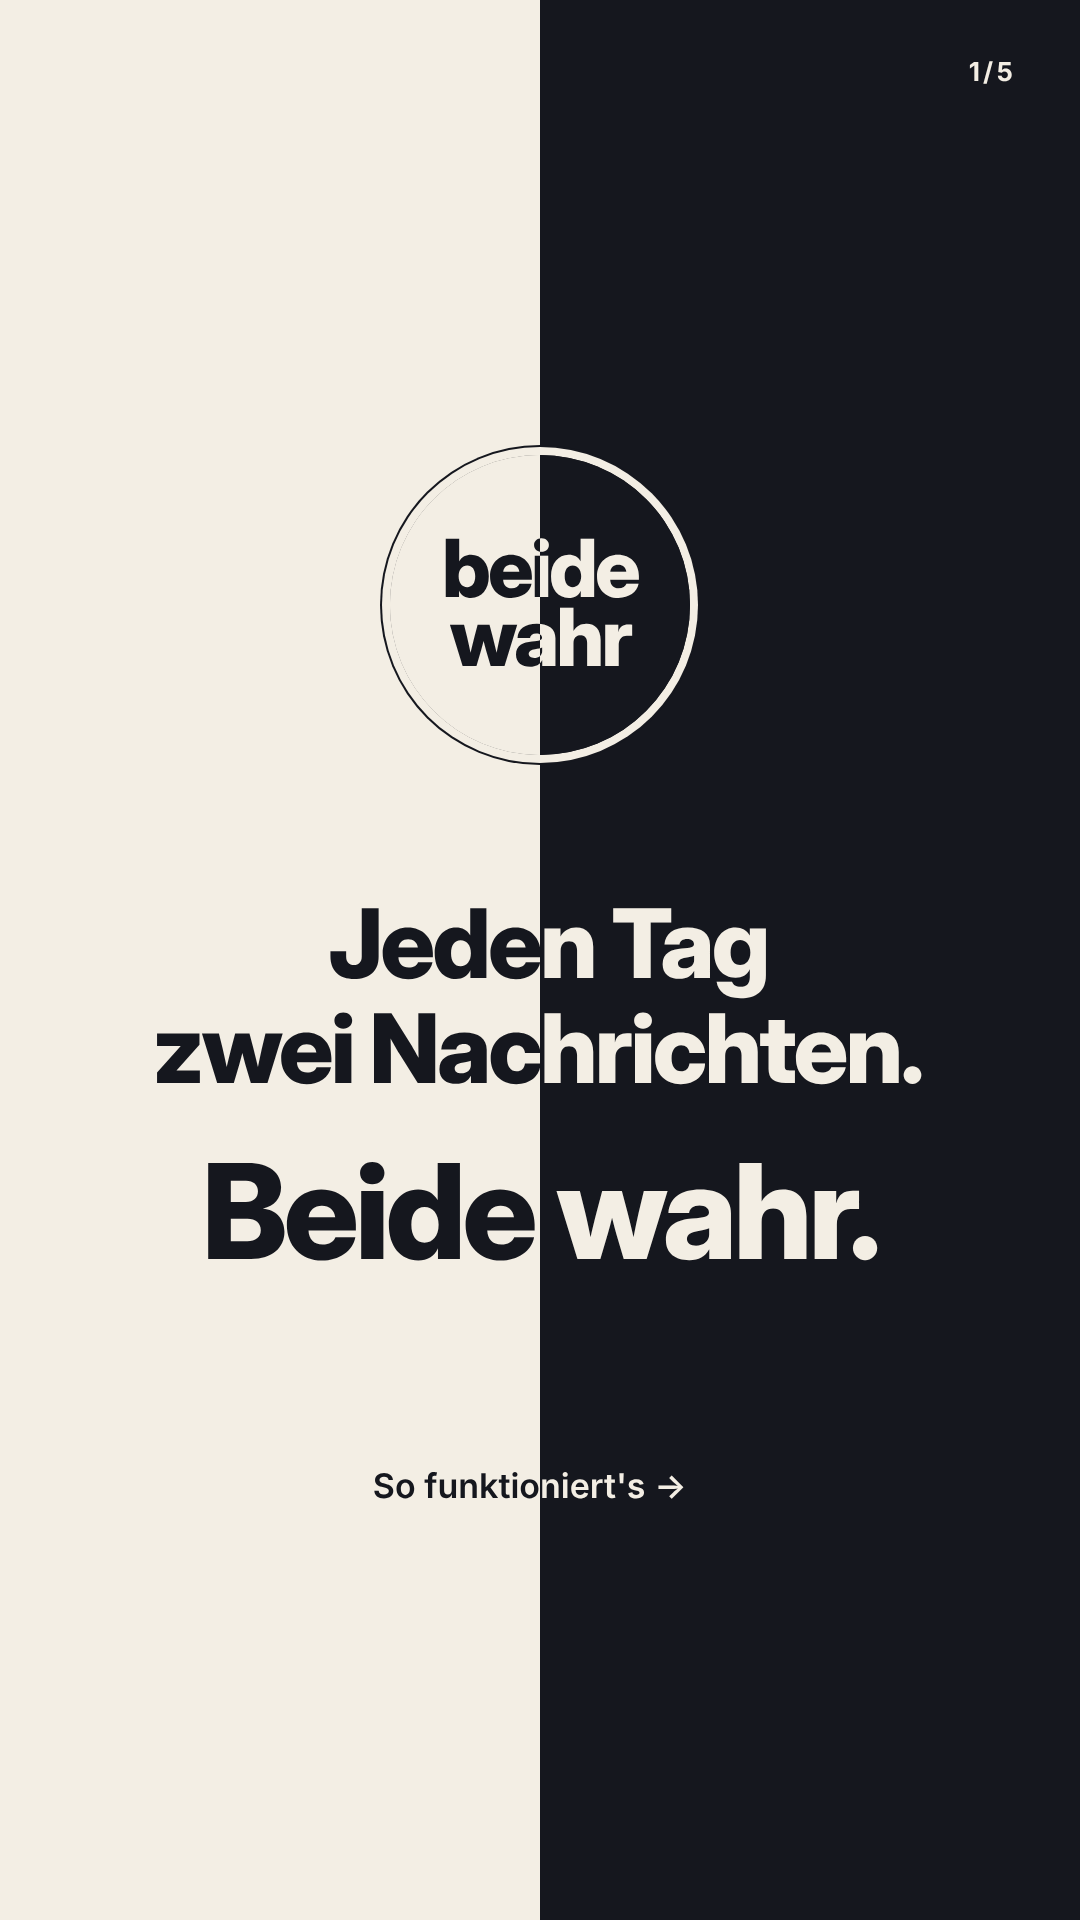 1/5
beide
wahr
Jeden Tag
zwei Nachrichten.
Beide wahr.
So funktioniert's →